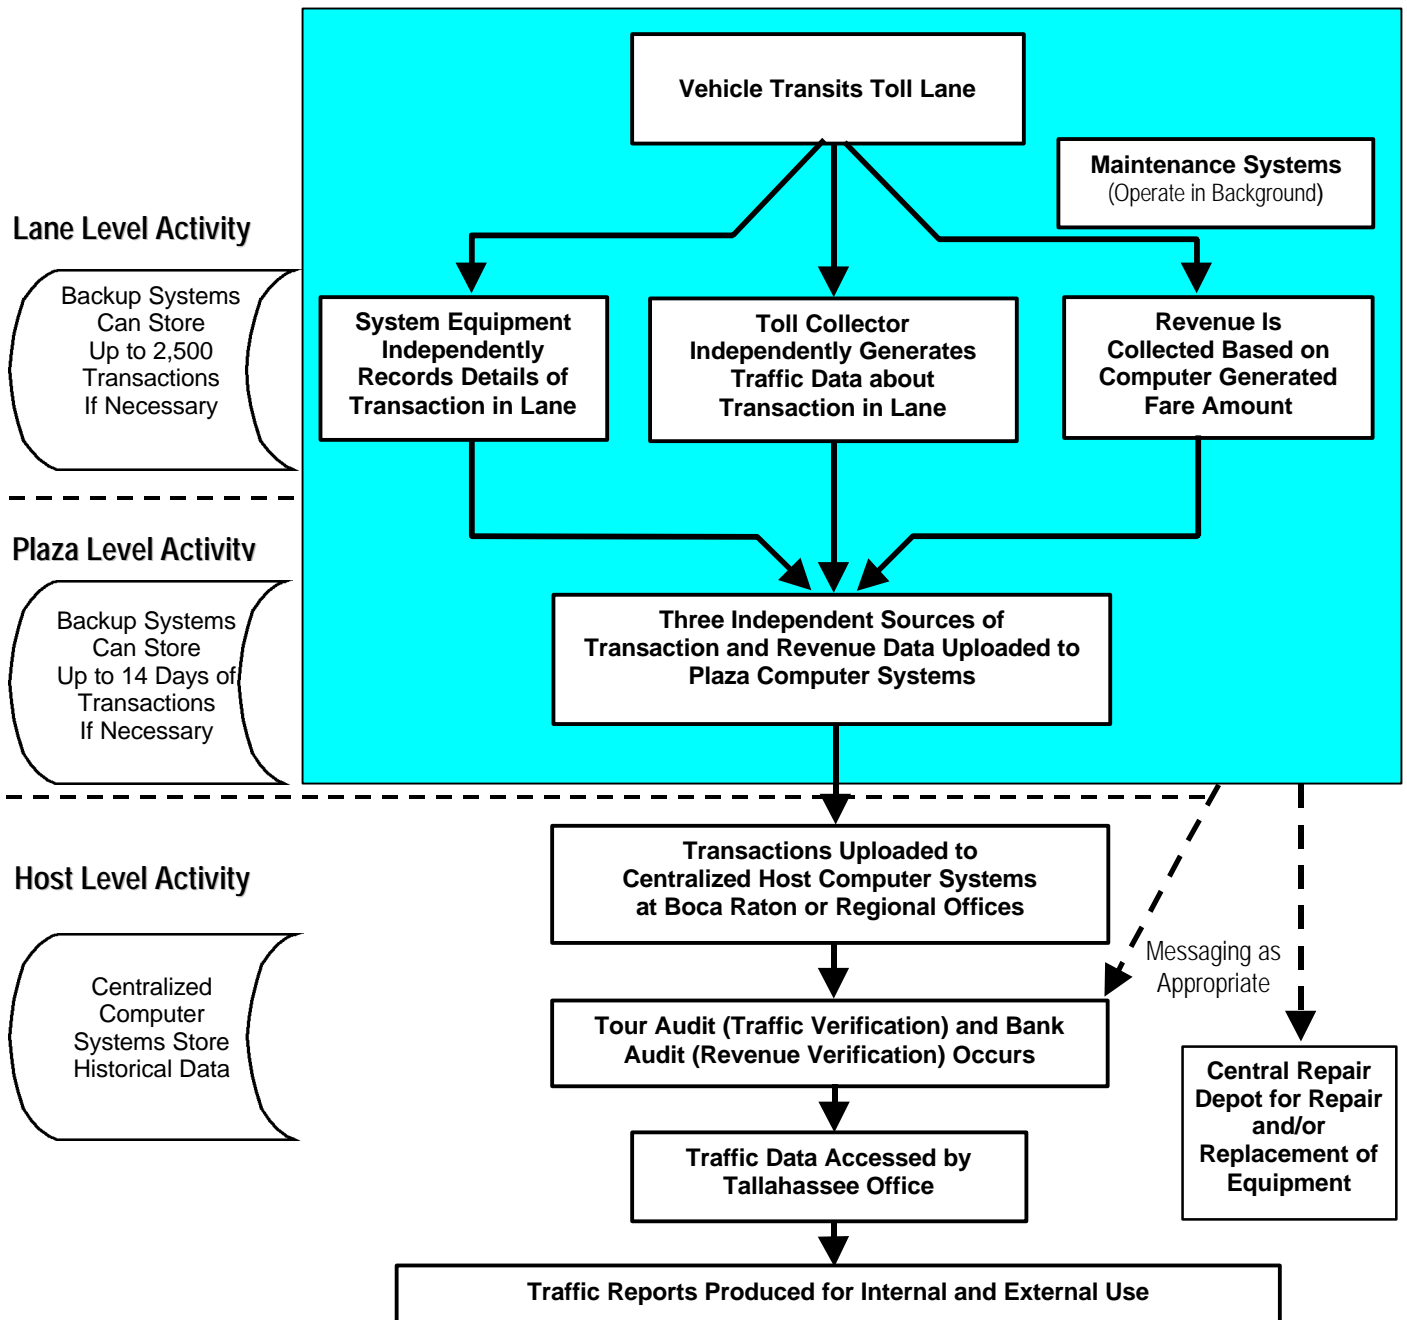 Vehicle Transits Toll Lane
Maintenance Systems
(Operate in Background)
Lane Level Activity
Backup Systems
Can Store
Up to 2,500
Transactions
If Necessary
System Equipment
Independently
Records Details of
Transaction in Lane
Toll Collector
Independently Generates
Traffic Data about
Transaction in Lane
Revenue Is
Collected Based on
Computer Generated
Fare Amount
Plaza Level Activity
Backup Systems
Can Store
Up to 14 Days of
Transactions
If Necessary
Three Independent Sources of
Transaction and Revenue Data Uploaded to
Plaza Computer Systems
Host Level Activity
Transactions Uploaded to
Centralized Host Computer Systems
at Boca Raton or Regional Offices
Centralized
Computer
Systems Store
Historical Data
Messaging as
Appropriate
Tour Audit (Traffic Verification) and Bank
Audit (Revenue Verification) Occurs
Central Repair
Depot for Repair
and/or
Replacement of
Equipment
Traffic Data Accessed by
Tallahassee Office
Traffic Reports Produced for Internal and External Use